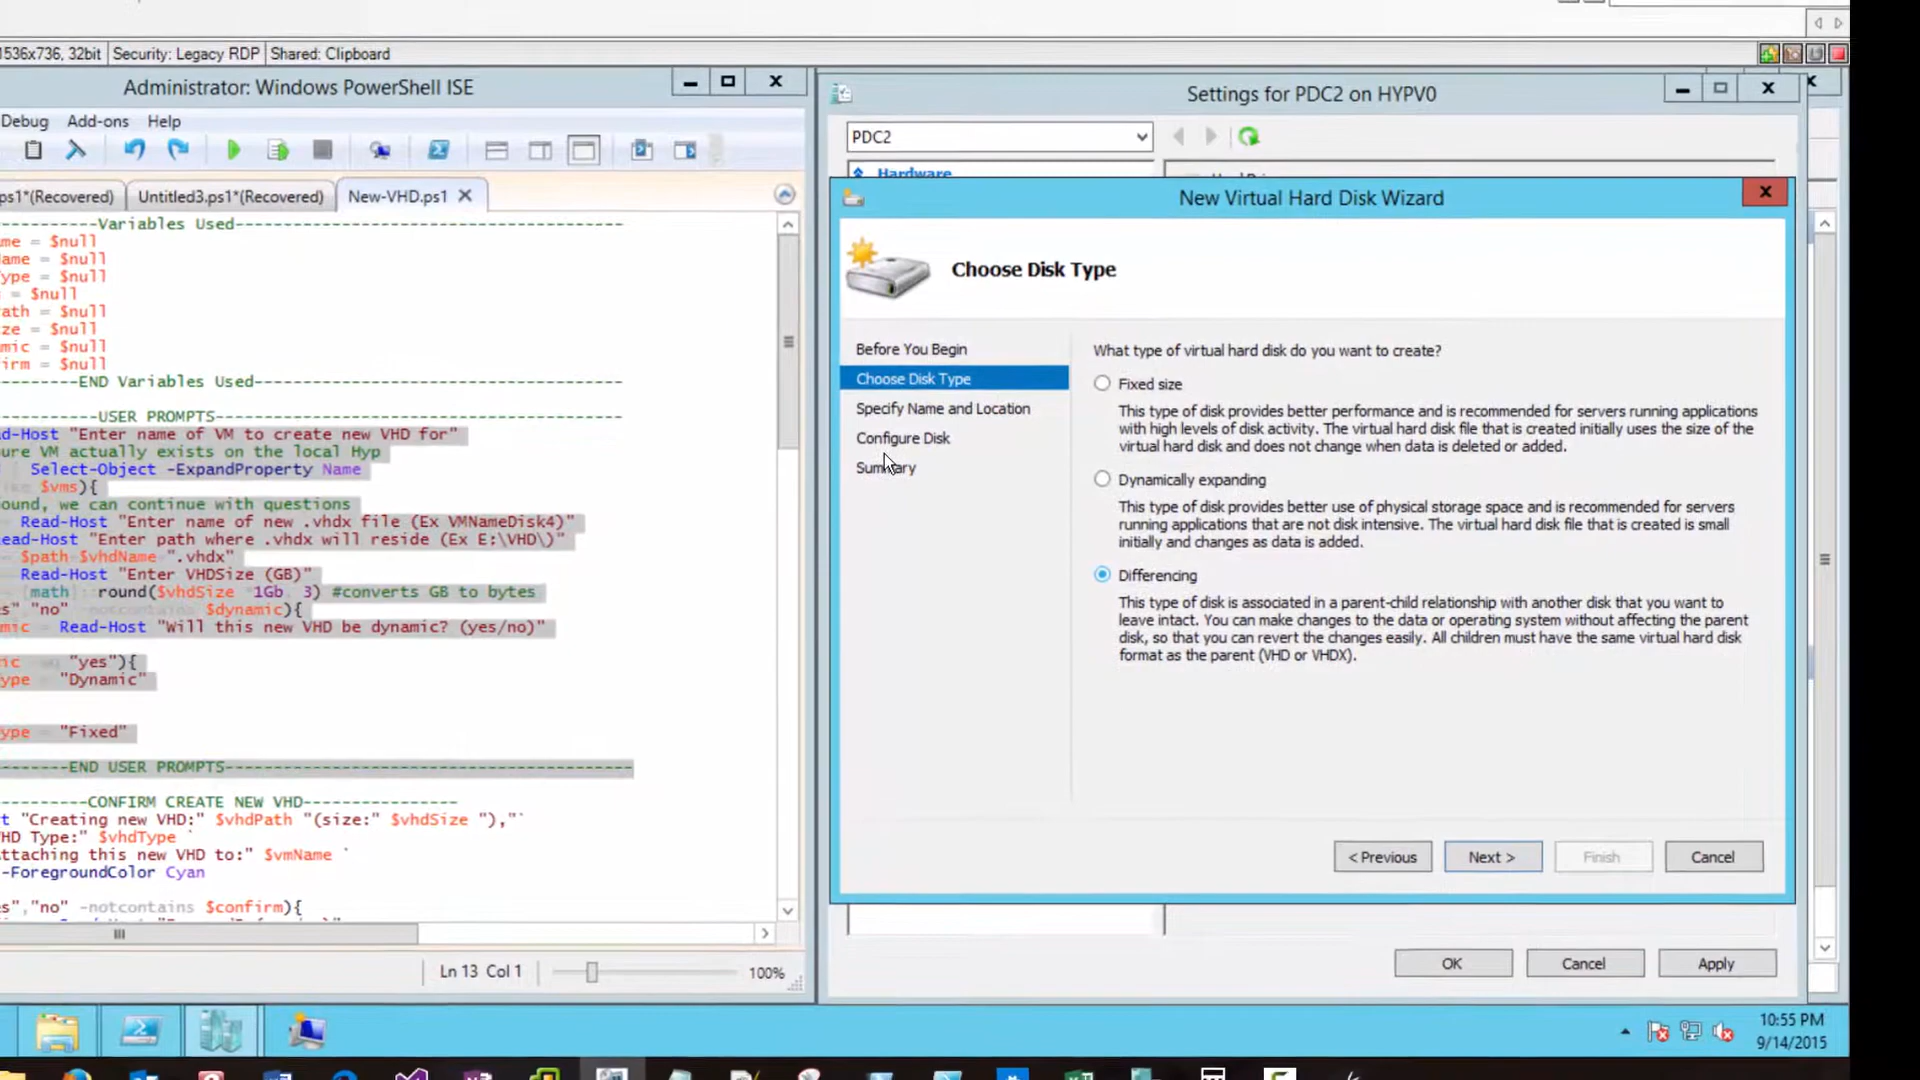 1536x736, 32bit Security: Legacy RDP Shared: Clipboard
Administrator: Windows PowerShell ISE
Debug Add-ons Help
ps1*(Recovered) Untitled3.ps1*(Recovered) New-VHD.ps1
----------Variables Used---------------------------------------
me = $null
Name = $null
Type = $null
= $null
Path = $null
ize = $null
mic = $null
firm = $null
--------END Variables Used-------------------------------------
----------USER PROMPTS-----------------------------------------
ad-Host "Enter name of VM to create new VHD for"
ure VM actually exists on the local Hyp
| Select-Object -ExpandProperty Name
$vms){
ound, we can continue with questions
Read-Host "Enter name of new .vhdx file (Ex VMNameDisk4)"
Read-Host "Enter path where .vhdx will reside (Ex E:\VHD\)"
$path $vhdName ".vhdx"
Read-Host "Enter VHDSize (GB)"
[math]::round($vhdSize 1Gb, 3) #converts GB to bytes
s" "no" -notcontains $dynamic){
mic = Read-Host "Will this new VHD be dynamic? (yes/no)"
ic "yes"){
ype "Dynamic"
ype = "Fixed"
-------END USER PROMPTS------------------------------------------
---------CONFIRM CREATE NEW VHD----------------
t "Creating new VHD:" $vhdPath "(size:" $vhdSize "),"`
HD Type:" $vhdType `
ttaching this new VHD to:" $vmName `
-ForegroundColor Cyan
s","no" -notcontains $confirm){
Ln 13 Col 1 100%
Settings for PDC2 on HYPV0
PDC2
Hardware
New Virtual Hard Disk Wizard
Choose Disk Type
Before You Begin
Choose Disk Type
Specify Name and Location
Configure Disk
Summary
What type of virtual hard disk do you want to create?
Fixed size
This type of disk provides better performance and is recommended for servers running applications
with high levels of disk activity. The virtual hard disk file that is created initially uses the size of the
virtual hard disk and does not change when data is deleted or added.
Dynamically expanding
This type of disk provides better use of physical storage space and is recommended for servers
running applications that are not disk intensive. The virtual hard disk file that is created is small
initially and changes as data is added.
Differencing
This type of disk is associated in a parent-child relationship with another disk that you want to
leave intact. You can make changes to the data or operating system without affecting the parent
disk, so that you can revert the changes easily. All children must have the same virtual hard disk
format as the parent (VHD or VHDX).
< Previous Next > Finish Cancel
OK Cancel Apply
10:55 PM
9/14/2015